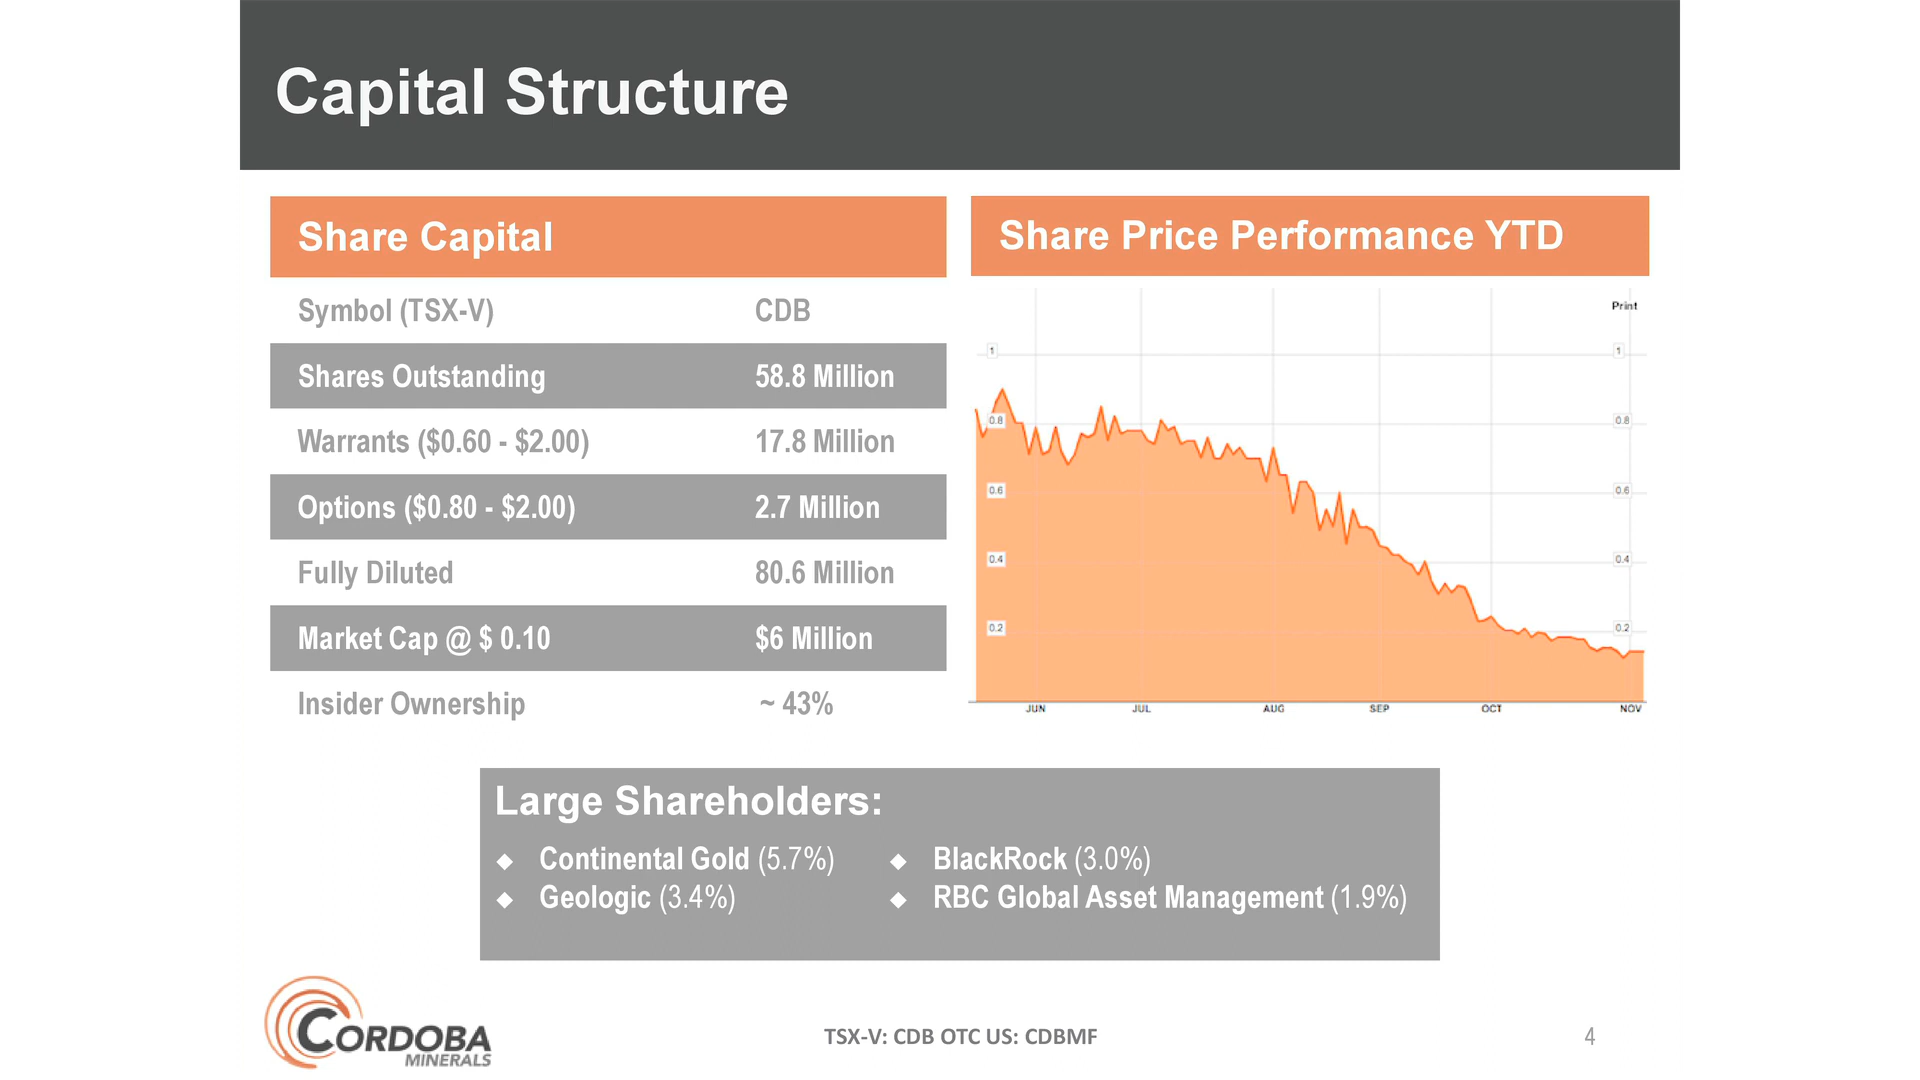 Capital Structure
Share Capital
Symbol (TSX-V) CDB
Shares Outstanding 58.8 Million
Warrants ($0.60 - $2.00) 17.8 Million
Options ($0.80 - $2.00) 2.7 Million
Fully Diluted 80.6 Million
Market Cap @ $ 0.10 $6 Million
Insider Ownership ~ 43%
Share Price Performance YTD
Print
1 1
0.8 0.8
0.6 0.6
0.4 0.4
0.2 0.2
JUN JUL AUG SEP OCT NOV
Large Shareholders:
◆ Continental Gold (5.7%) ◆ BlackRock (3.0%)
◆ Geologic (3.4%) ◆ RBC Global Asset Management (1.9%)
CORDOBA
MINERALS
TSX-V: CDB OTC US: CDBMF
4